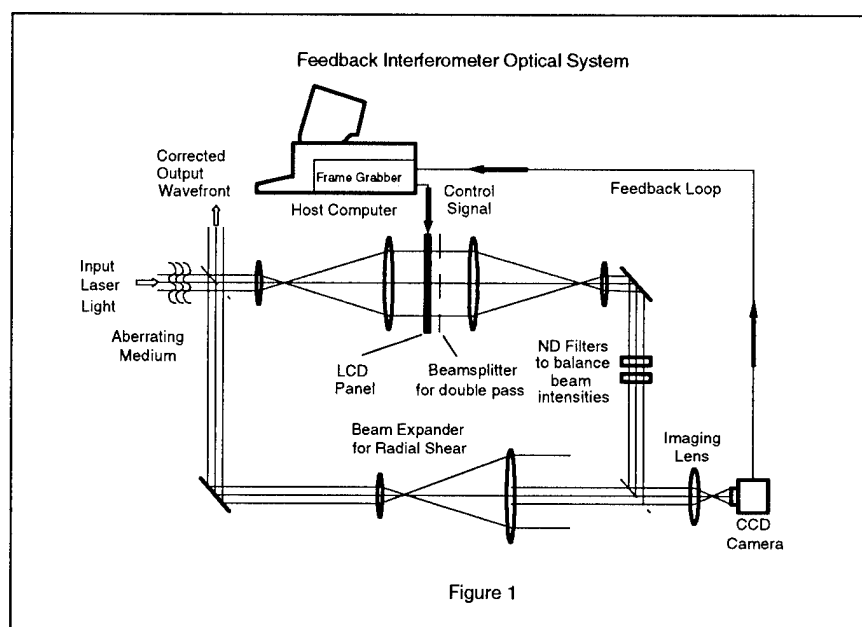 Feedback Interferometer Optical System
Corrected
Output
Wavefront
Frame Grabber
Host Computer
Control
Signal
Feedback Loop
Input
Laser
Light
Aberrating
Medium
LCD
Panel
Beamsplitter
for double pass
ND Filters
to balance
beam
intensities
Beam Expander
for Radial Shear
Imaging
Lens
CCD
Camera
Figure 1